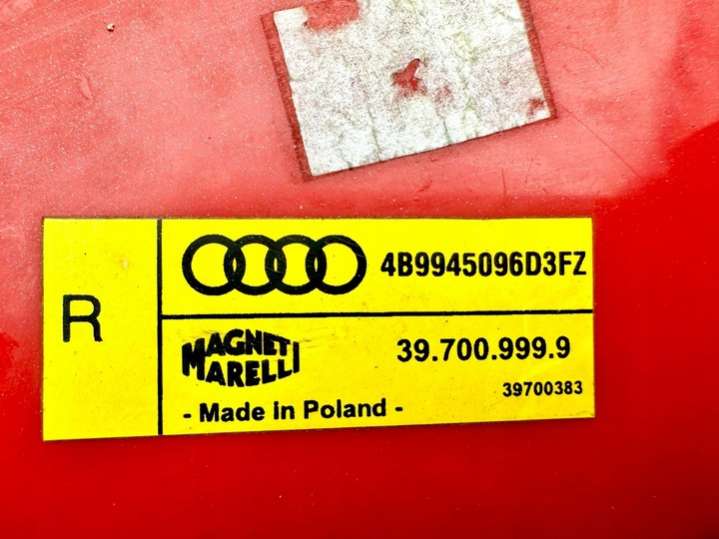 R
4B9945096D3FZ
MAGNETI
MARELLI
39.700.999.9
39700383
- Made in Poland -